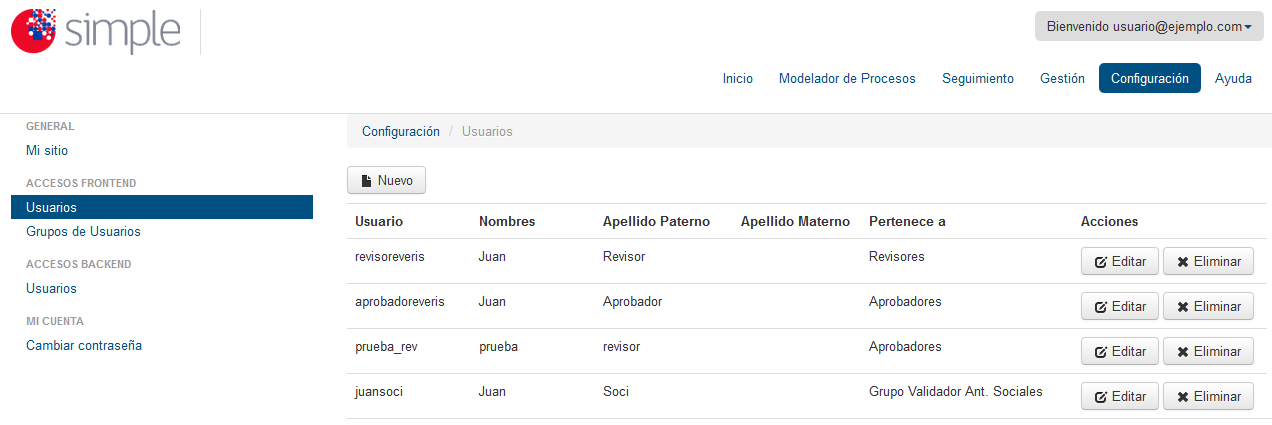 simple
Bienvenido usuario@ejemplo.com
Inicio Modelador de Procesos Seguimiento Gestión Configuración Ayuda
GENERAL
Mi sitio
ACCESOS FRONTEND
Usuarios
Grupos de Usuarios
ACCESOS BACKEND
Usuarios
MI CUENTA
Cambiar contraseña
Configuración / Usuarios
Nuevo
Usuario Nombres Apellido Paterno Apellido Materno Pertenece a Acciones
revisoreveris Juan Revisor Revisores Editar Eliminar
aprobadoreveris Juan Aprobador Aprobadores Editar Eliminar
prueba_rev prueba revisor Aprobadores Editar Eliminar
juansoci Juan Soci Grupo Validador Ant. Sociales Editar Eliminar